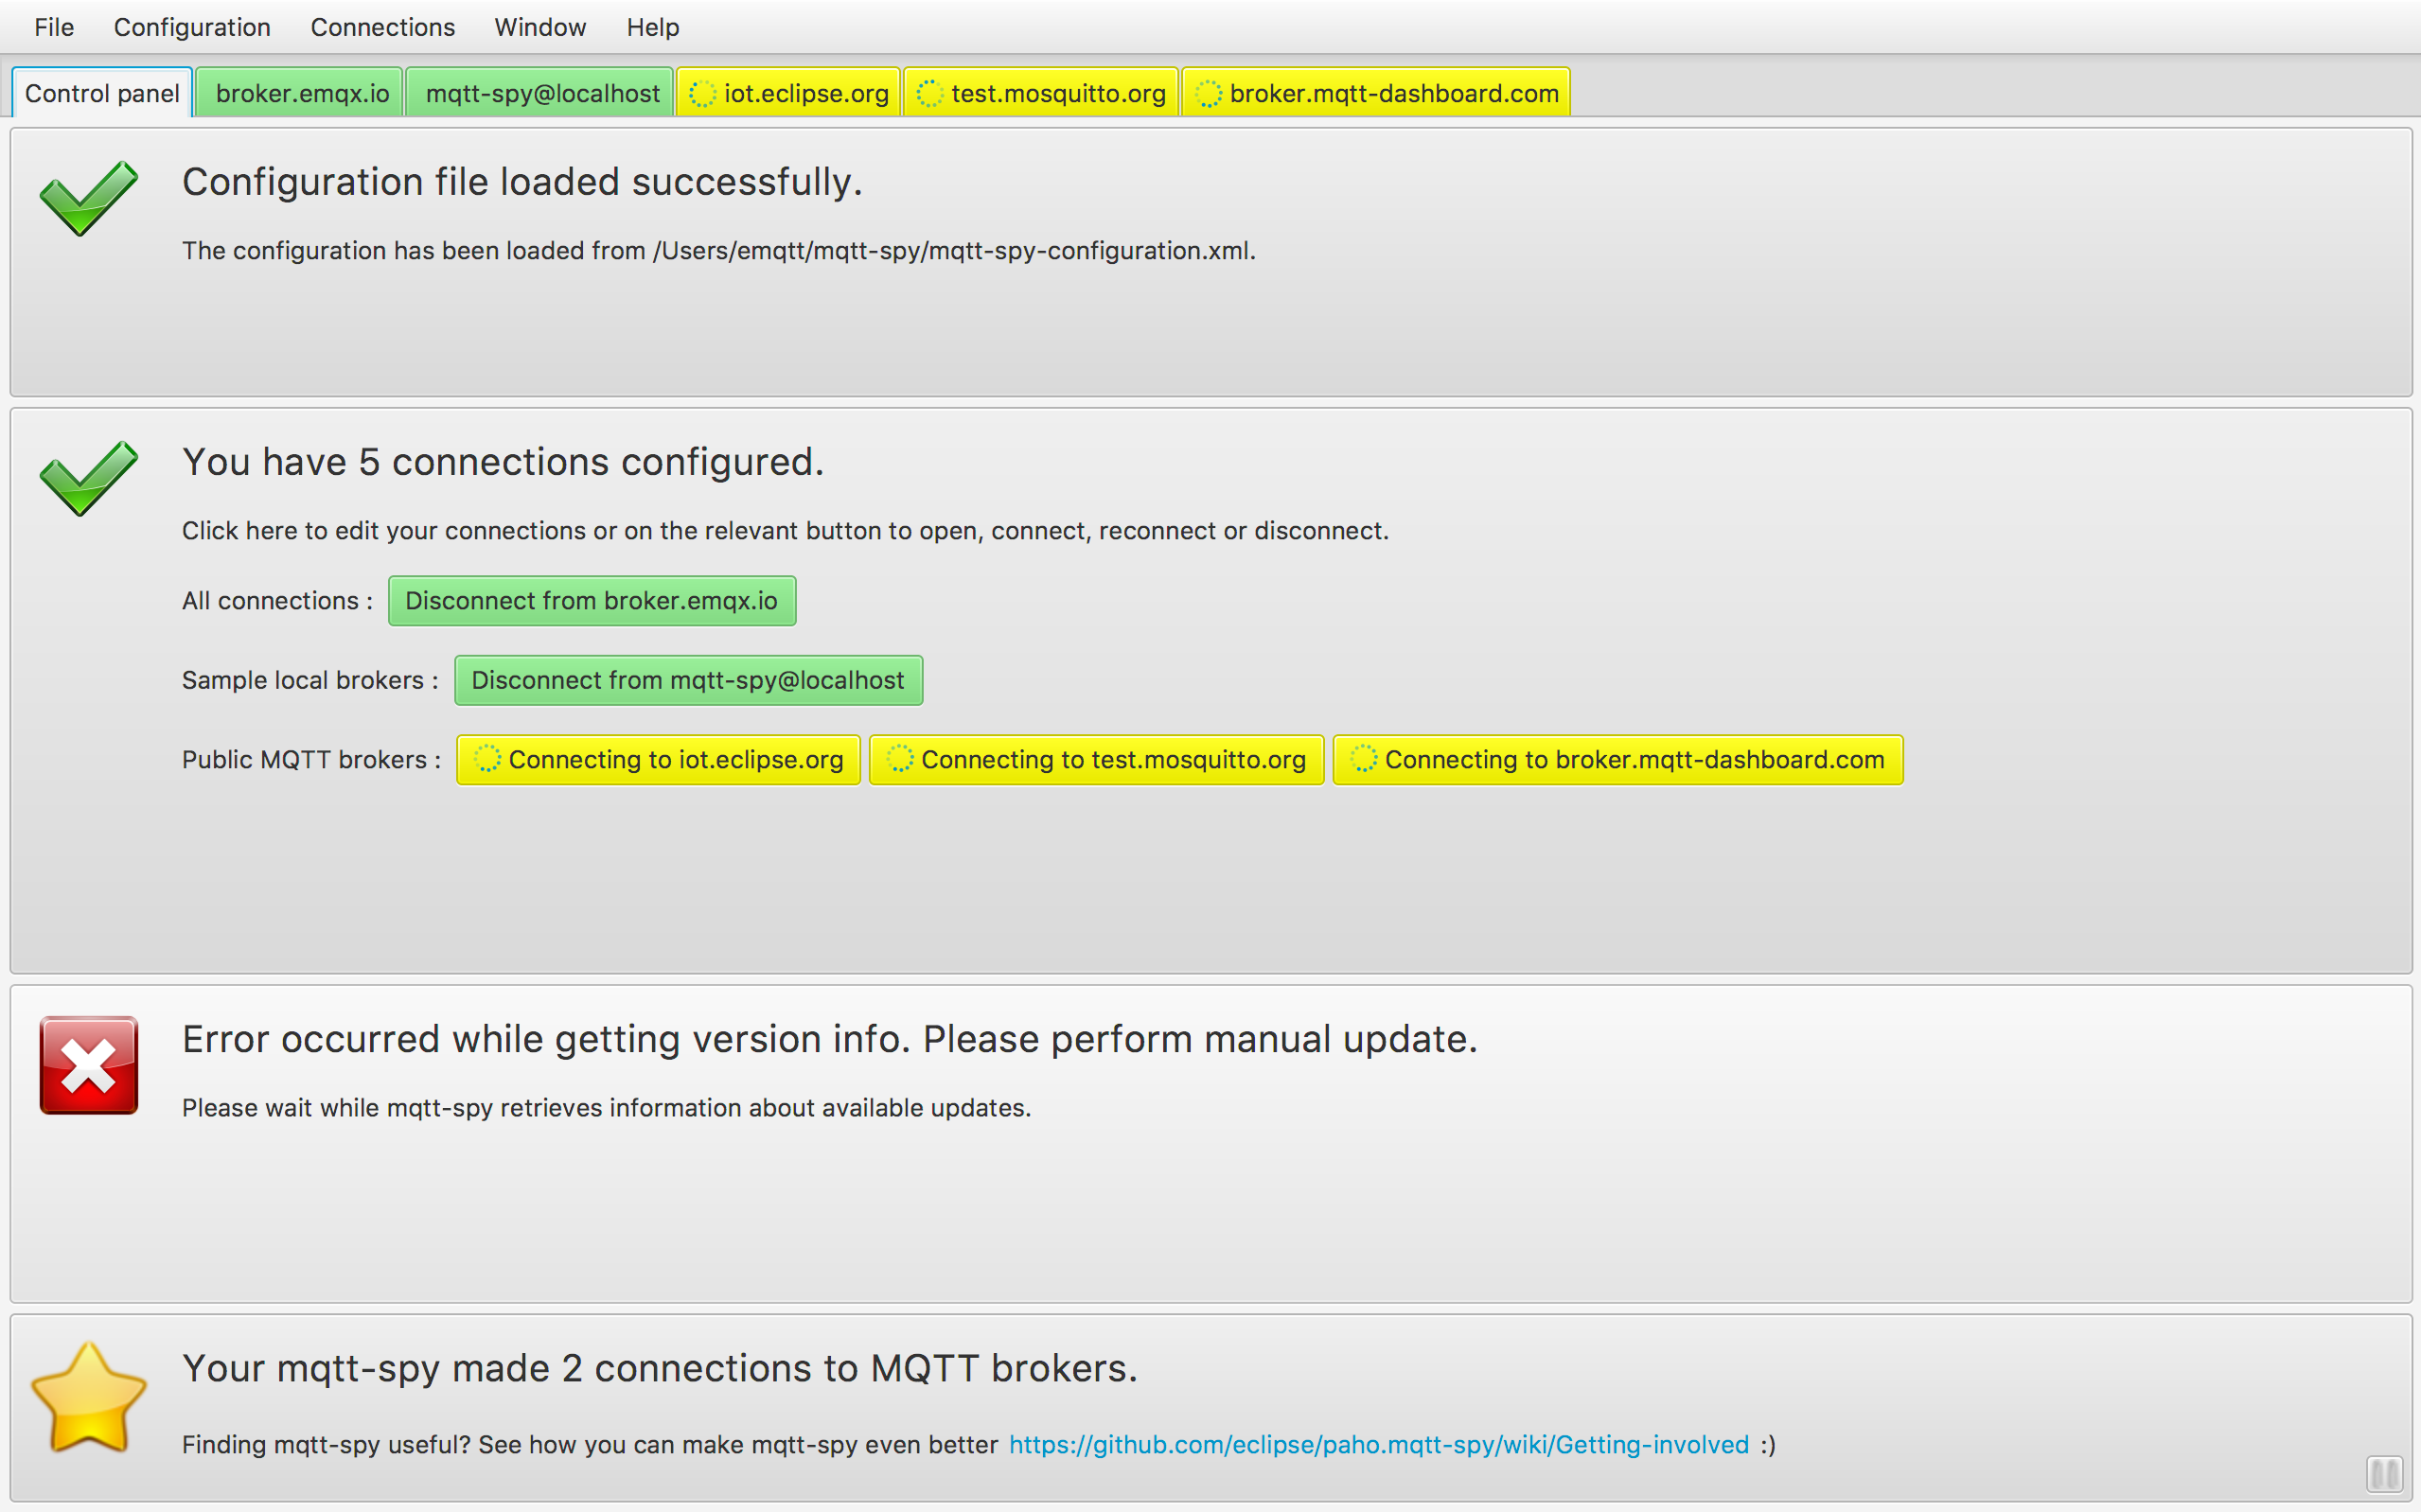 File Configuration Connections Window Help
Control panel broker.emqx.io mqtt-spy@localhost iot.eclipse.org test.mosquitto.org broker.mqtt-dashboard.com
Configuration file loaded successfully.
The configuration has been loaded from /Users/emqtt/mqtt-spy/mqtt-spy-configuration.xml.
You have 5 connections configured.
Click here to edit your connections or on the relevant button to open, connect, reconnect or disconnect.
All connections : Disconnect from broker.emqx.io
Sample local brokers : Disconnect from mqtt-spy@localhost
Public MQTT brokers : Connecting to iot.eclipse.org Connecting to test.mosquitto.org Connecting to broker.mqtt-dashboard.com
Error occurred while getting version info. Please perform manual update.
Please wait while mqtt-spy retrieves information about available updates.
Your mqtt-spy made 2 connections to MQTT brokers.
Finding mqtt-spy useful? See how you can make mqtt-spy even better https://github.com/eclipse/paho.mqtt-spy/wiki/Getting-involved :)